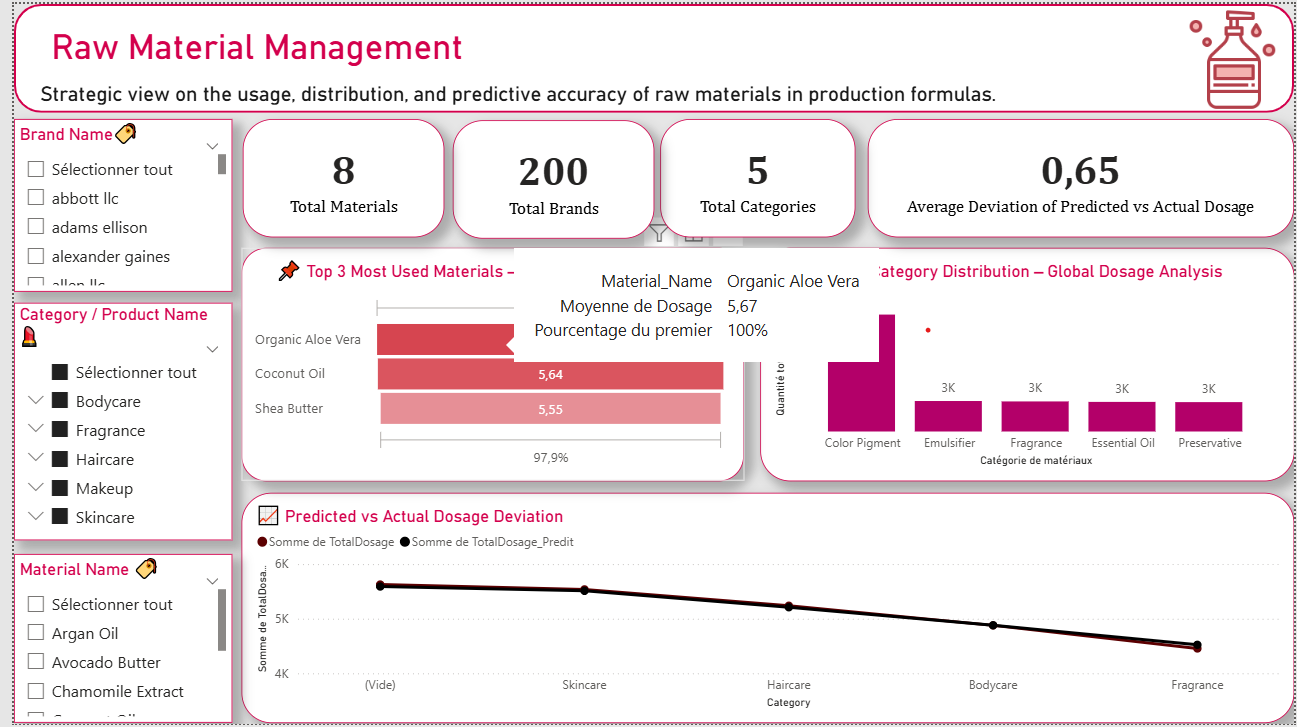 Raw Material Management
Strategic view on the usage, distribution, and predictive accuracy of raw materials in production formulas.
Brand Name
Sélectionner tout
abbott llc
adams ellison
alexander gaines
allen llc
8
Total Materials
200
Total Brands
5
Total Categories
0,65
Average Deviation of Predicted vs Actual Dosage
Category / Product Name
Sélectionner tout
Bodycare
Fragrance
Haircare
Makeup
Skincare
Material Name
Sélectionner tout
Argan Oil
Avocado Butter
Chamomile Extract
Top 3 Most Used Materials –
Organic Aloe Vera
Coconut Oil
5,64
Shea Butter
5,55
97,9%
Material_Name Organic Aloe Vera
Moyenne de Dosage 5,67
Pourcentage du premier 100%
Category Distribution – Global Dosage Analysis
Quantité to
3K
3K
3K
3K
Color Pigment
Emulsifier
Fragrance
Essential Oil
Preservative
Catégorie de matériaux
Predicted vs Actual Dosage Deviation
Somme de TotalDosage
Somme de TotalDosage_Predit
Somme de TotalDosa...
6K
5K
4K
(Vide)
Skincare
Haircare
Bodycare
Fragrance
Category